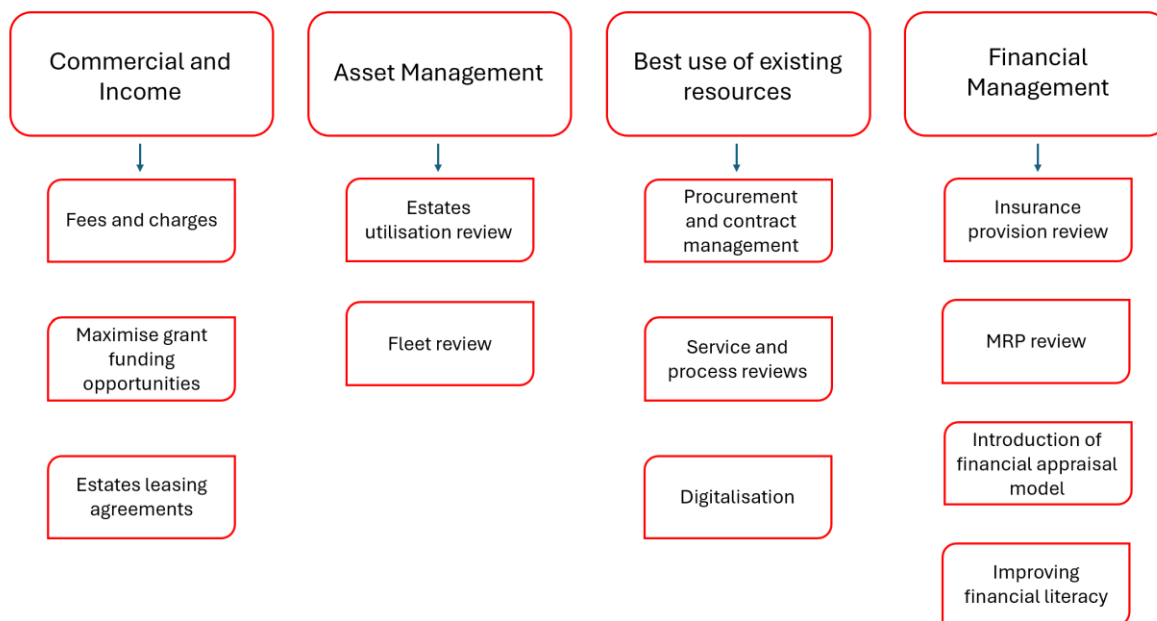 Commercial and
Income
Fees and charges
Maximise grant
funding
opportunities
Estates leasing
agreements
Asset Management
Estates
utilisation review
Fleet review
Best use of existing
resources
Procurement
and contract
management
Service and
process reviews
Digitalisation
Financial
Management
Insurance
provision review
MRP review
Introduction of
financial appraisal
model
Improving
financial literacy